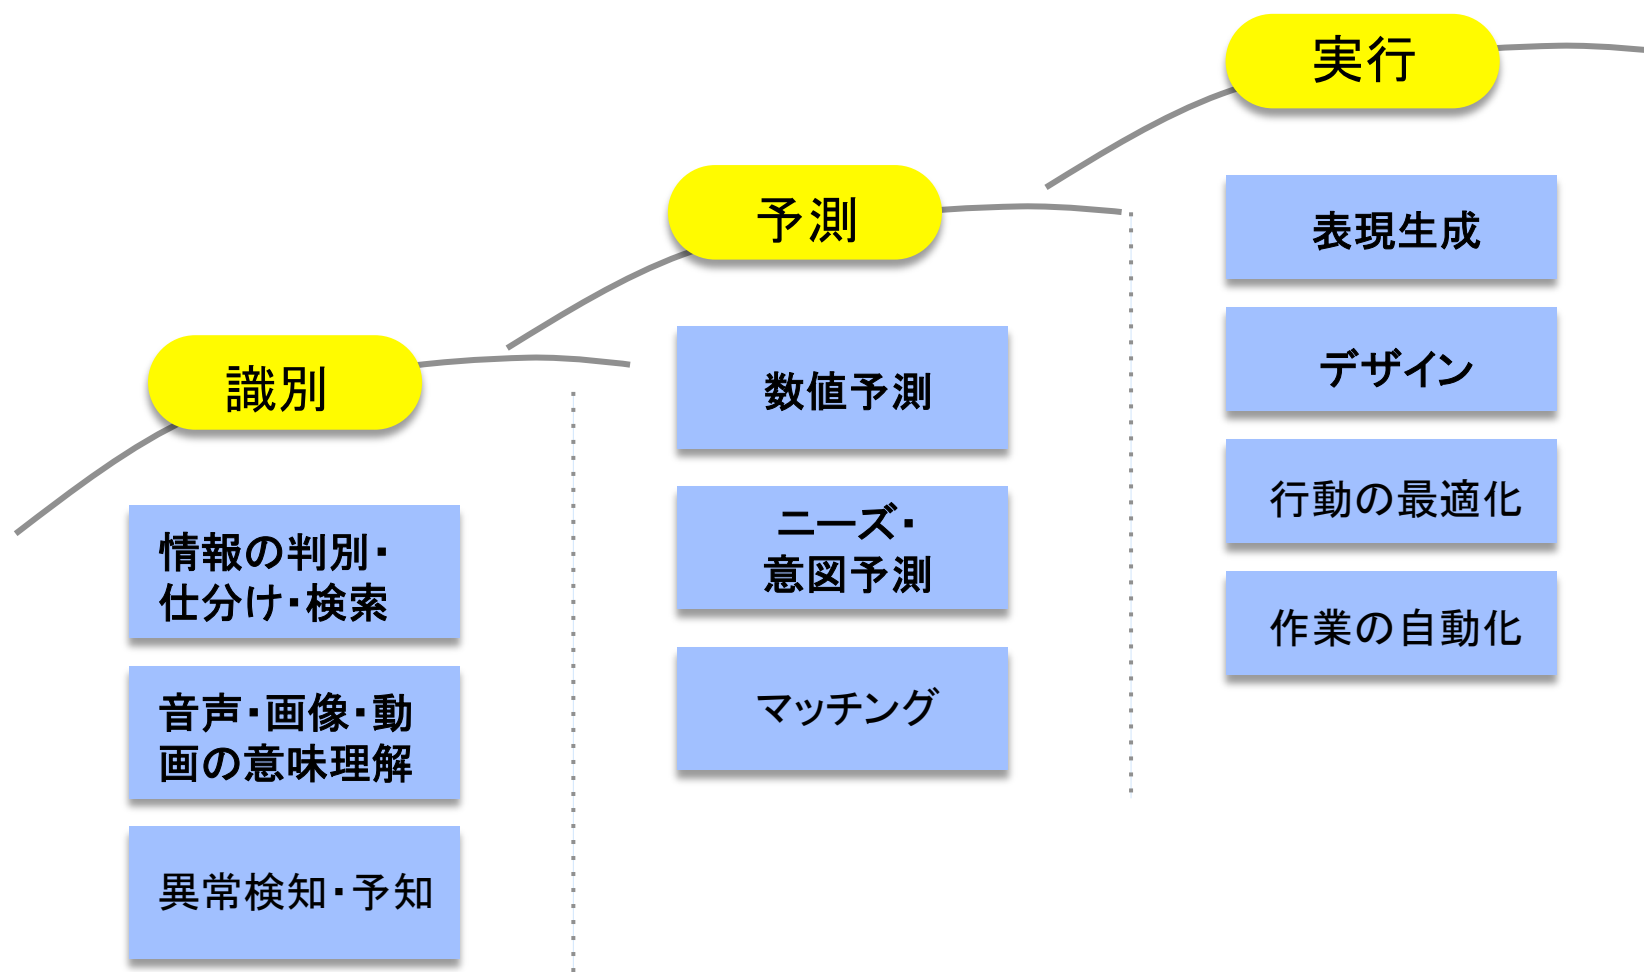 識別
情報の判別・
仕分け・検索
音声・画像・動
画の意味理解
異常検知・予知
予測
数値予測
ニーズ・
意図予測
マッチング
実行
表現生成
デザイン
行動の最適化
作業の自動化